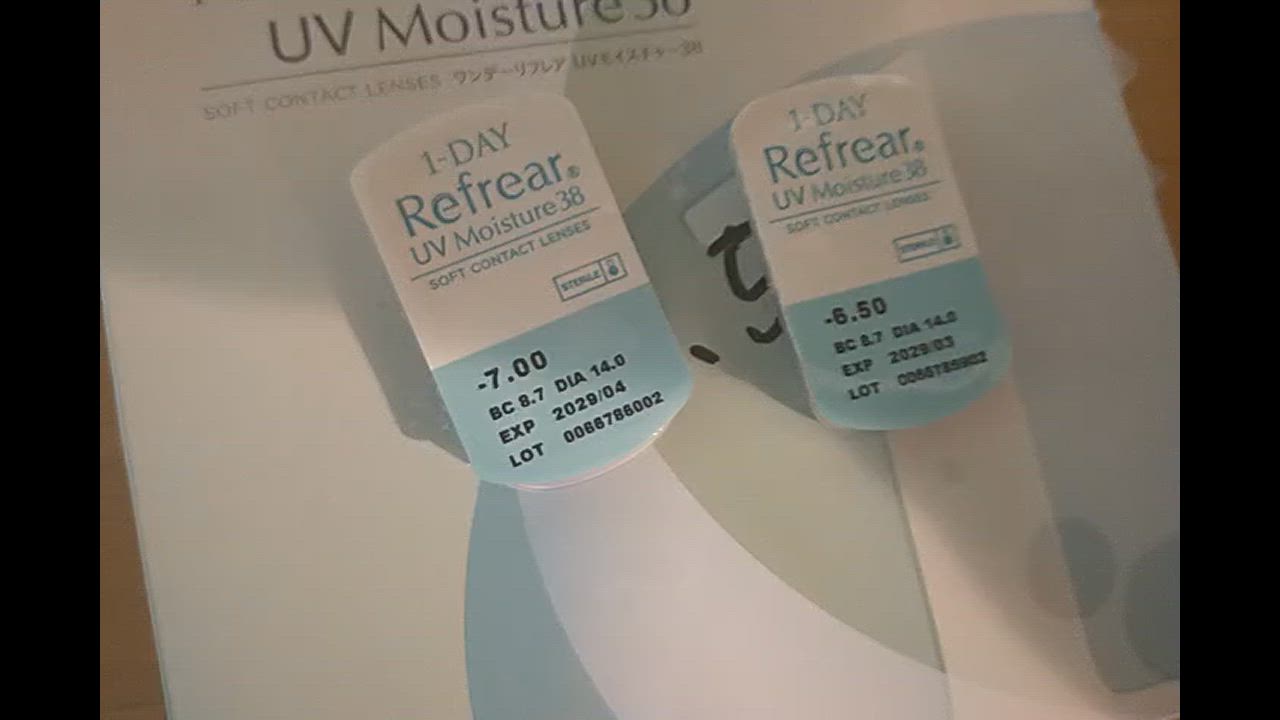 UV Moisture38
SOFT CONTACT LENSES ワンデーリフレア UVモイスチャー38
1-DAY
Refrear®
UV Moisture38
SOFT CONTACT LENSES
STERILE
-7.00
BC 8.7 DIA 14.0
EXP 2029/04
LOT 0066786002
1-DAY
Refrear®
UV Moisture38
SOFT CONTACT LENSES
STERILE
-6.50
BC 8.7 DIA 14.0
EXP 2029/03
LOT